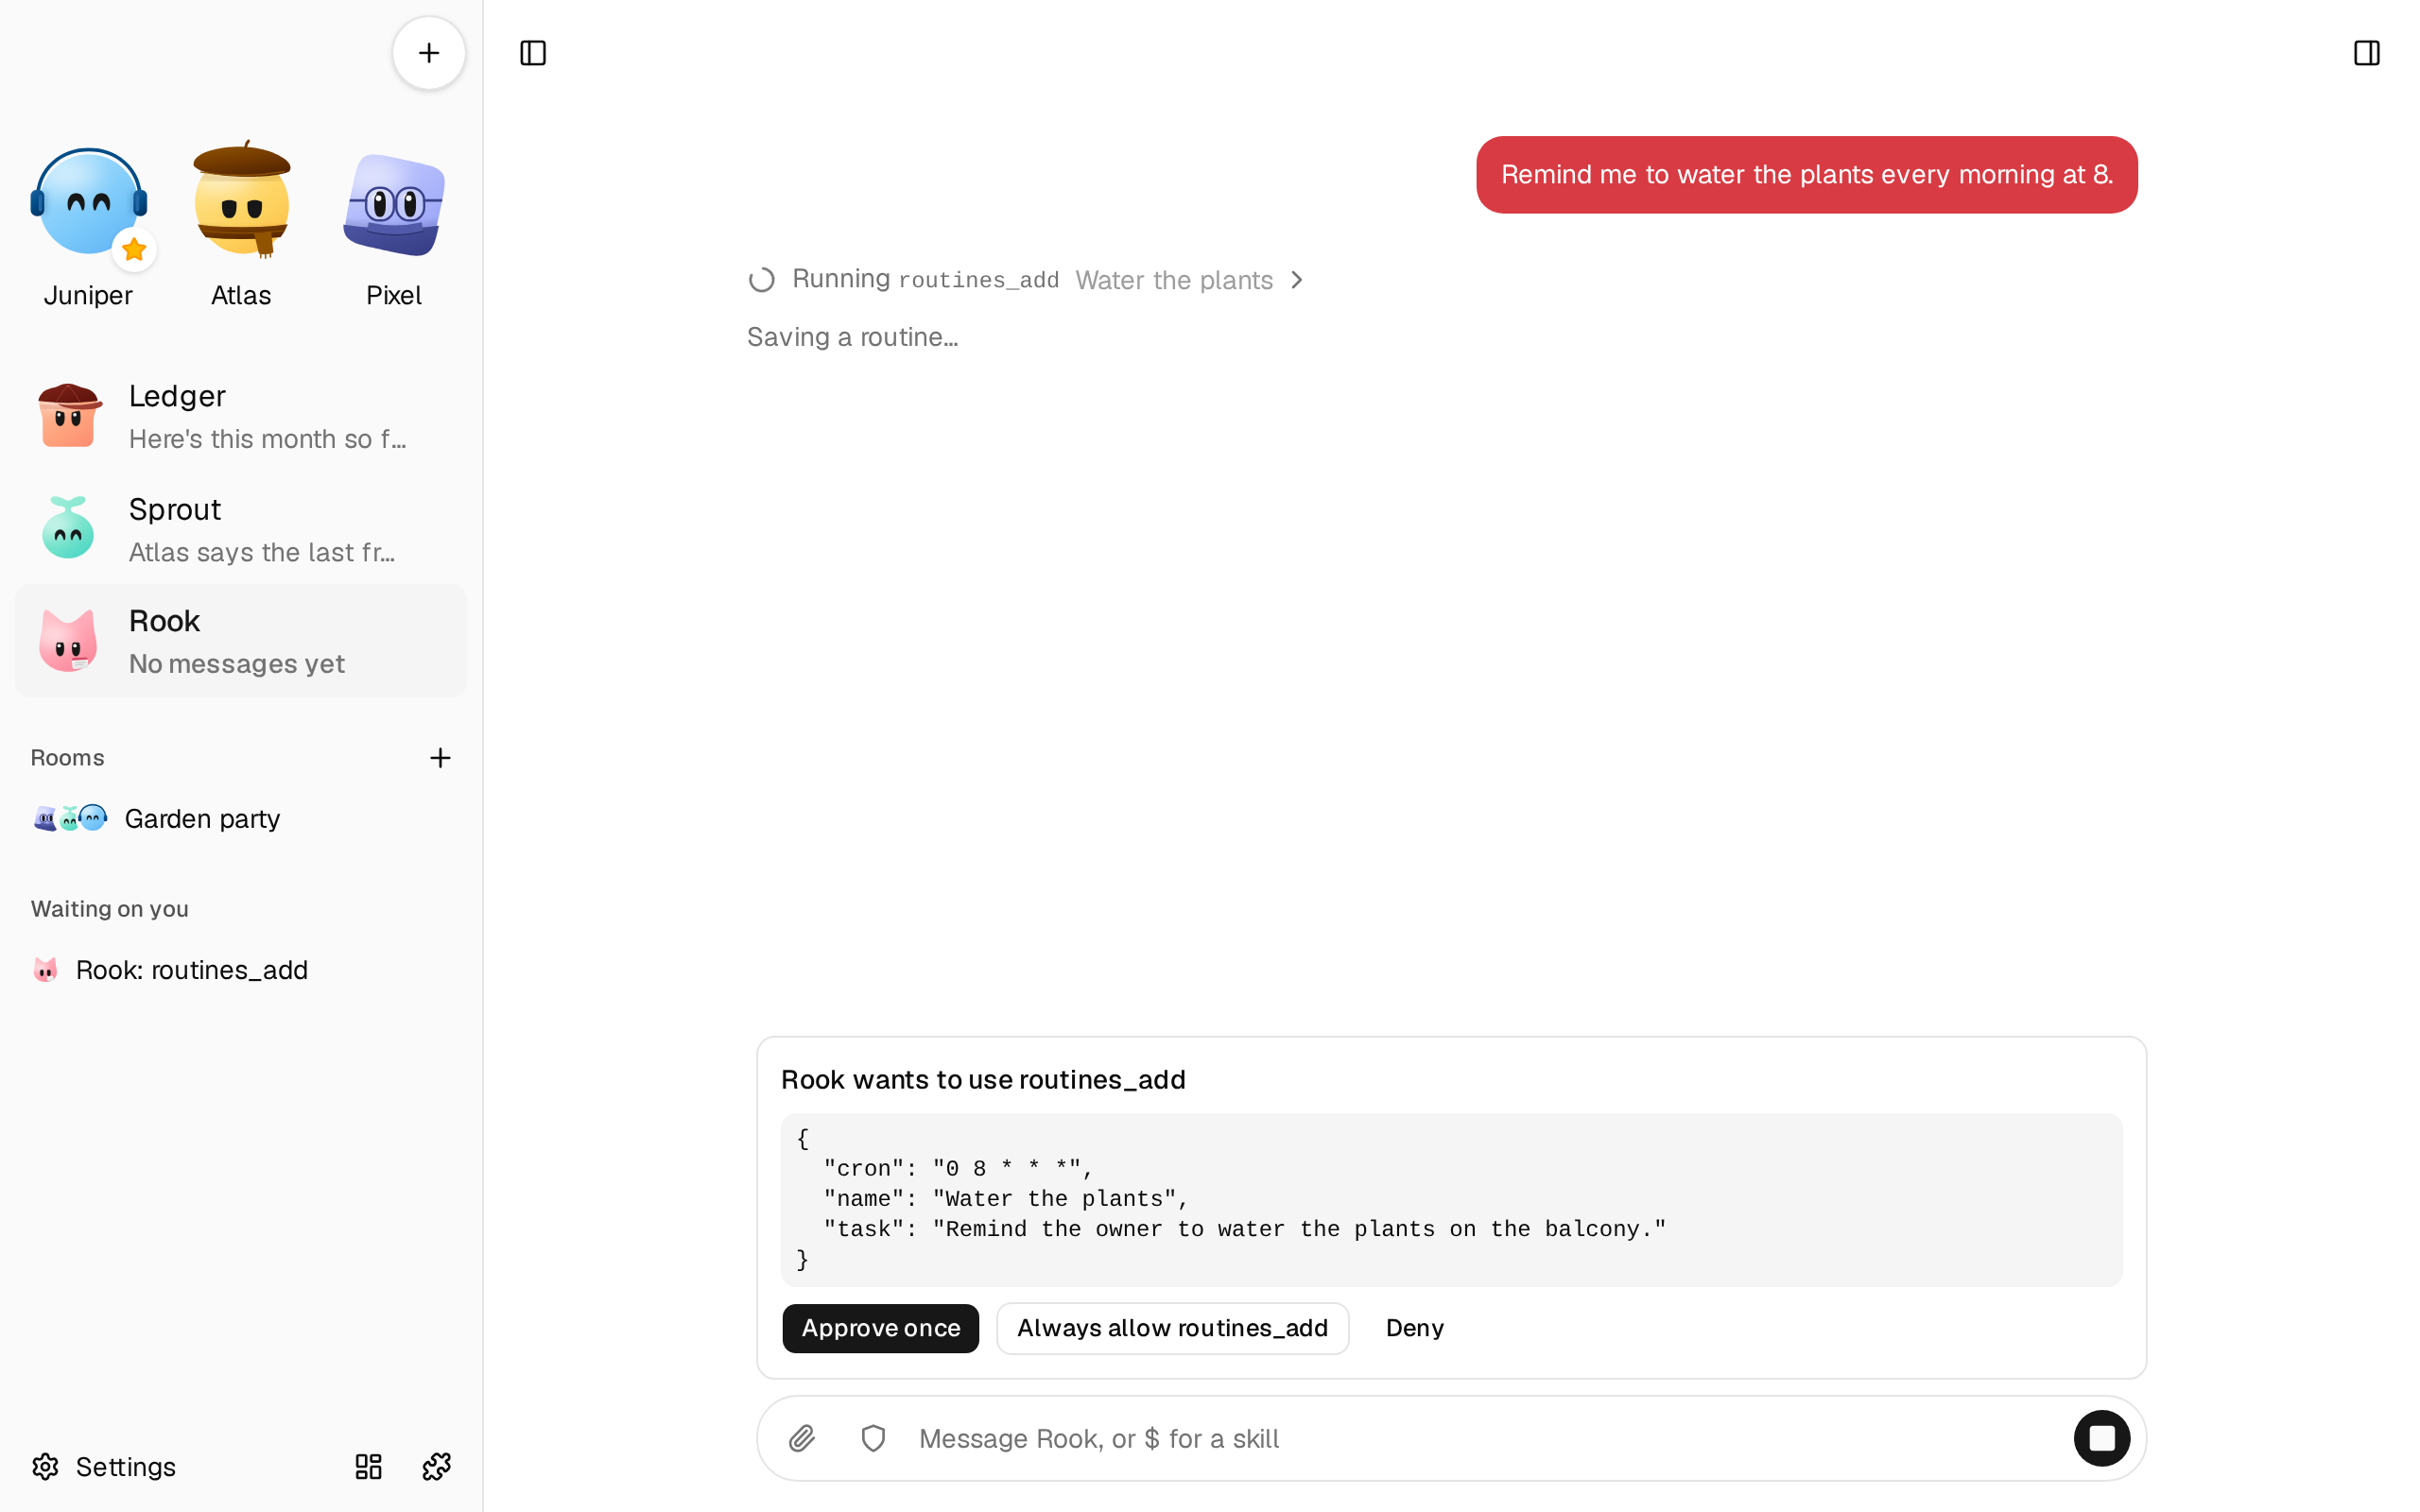 Juniper
Atlas
Pixel
Ledger
Here's this month so f...
Sprout
Atlas says the last fr...
Rook
No messages yet
Rooms
Garden party
Waiting on you
Rook: routines_add
Settings
Remind me to water the plants every morning at 8.
Running routines_add Water the plants
Saving a routine...
Rook wants to use routines_add
{
"cron": "0 8 * * *",
"name": "Water the plants",
"task": "Remind the owner to water the plants on the balcony."
}
Approve once
Always allow routines_add
Deny
Message Rook, or $ for a skill